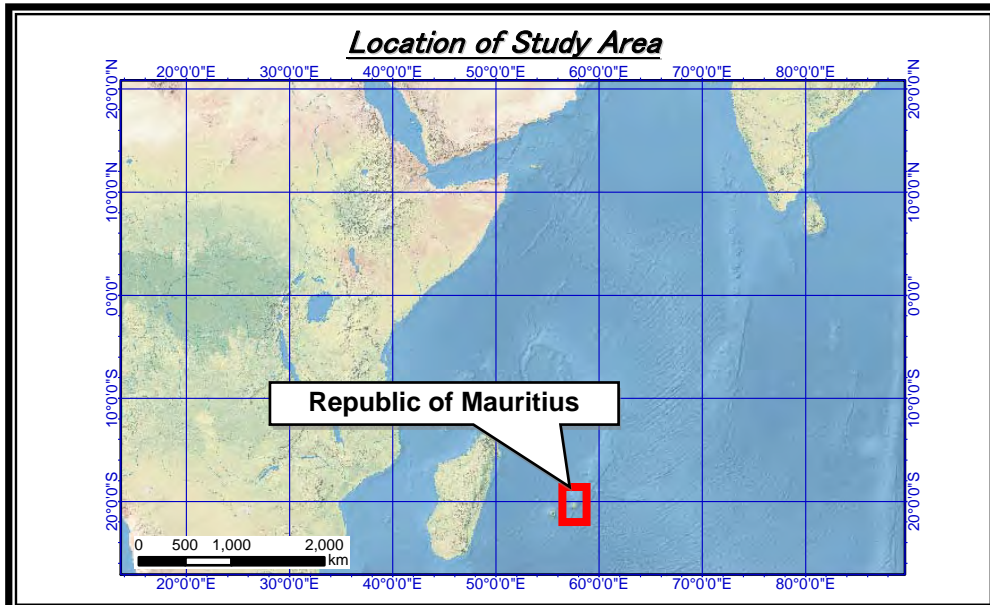 Location of Study Area
20°0'0"E 30°0'0"E 40°0'0"E 50°0'0"E 60°0'0"E 70°0'0"E 80°0'0"E
20°0'0"N 20°0'0"N
10°0'0"N 10°0'0"N
0°0'0" 0°0'0"
10°0'0"S 10°0'0"S
Republic of Mauritius
20°0'0"S 20°0'0"S
0 500 1,000 2,000
km
20°0'0"E 30°0'0"E 40°0'0"E 50°0'0"E 60°0'0"E 70°0'0"E 80°0'0"E